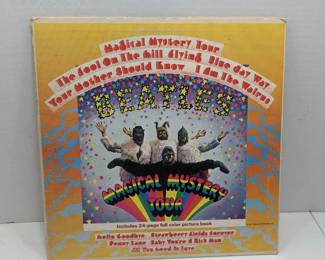 Magical Mystery Tour
The Fool On The Hill Flying Blue Jay Way
Your Mother Should Know I Am The Walrus
BEATLES
MAGICAL MYSTERY
TOUR
Includes 24-page full color picture book
Hello Goodbye Strawberry Fields Forever
Penny Lane Baby You're A Rich Man
All You Need Is Love